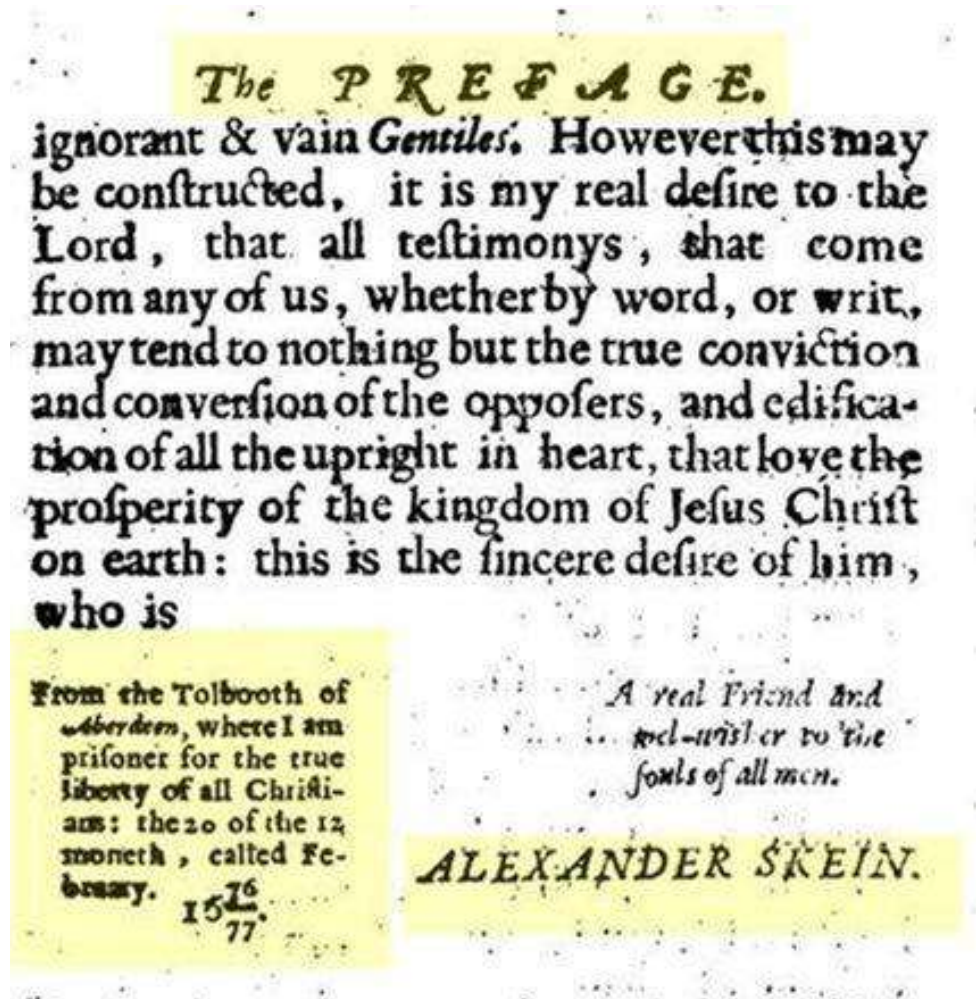 The PREFACE.
ignorant & vain Gentiles. However this may
be conſtructed, it is my real deſire to the
Lord, that all teſtimonys, that come
from any of us, whether by word, or writ,
may tend to nothing but the true conviction
and converſion of the oppoſers, and edifica-
tion of all the upright in heart, that love the
proſperity of the kingdom of Jeſus Chriſt
on earth: this is the ſincere deſire of him,
who is
From the Tolbooth of
Aberdeen, where I am
priſoner for the true
liberty of all Chriſti-
ans: the 20 of the 12
moneth, called Fe-
bruary. 16 76/77.
A real Friend and
wel-wiſher to the
ſouls of all men.
ALEXANDER SKEIN.